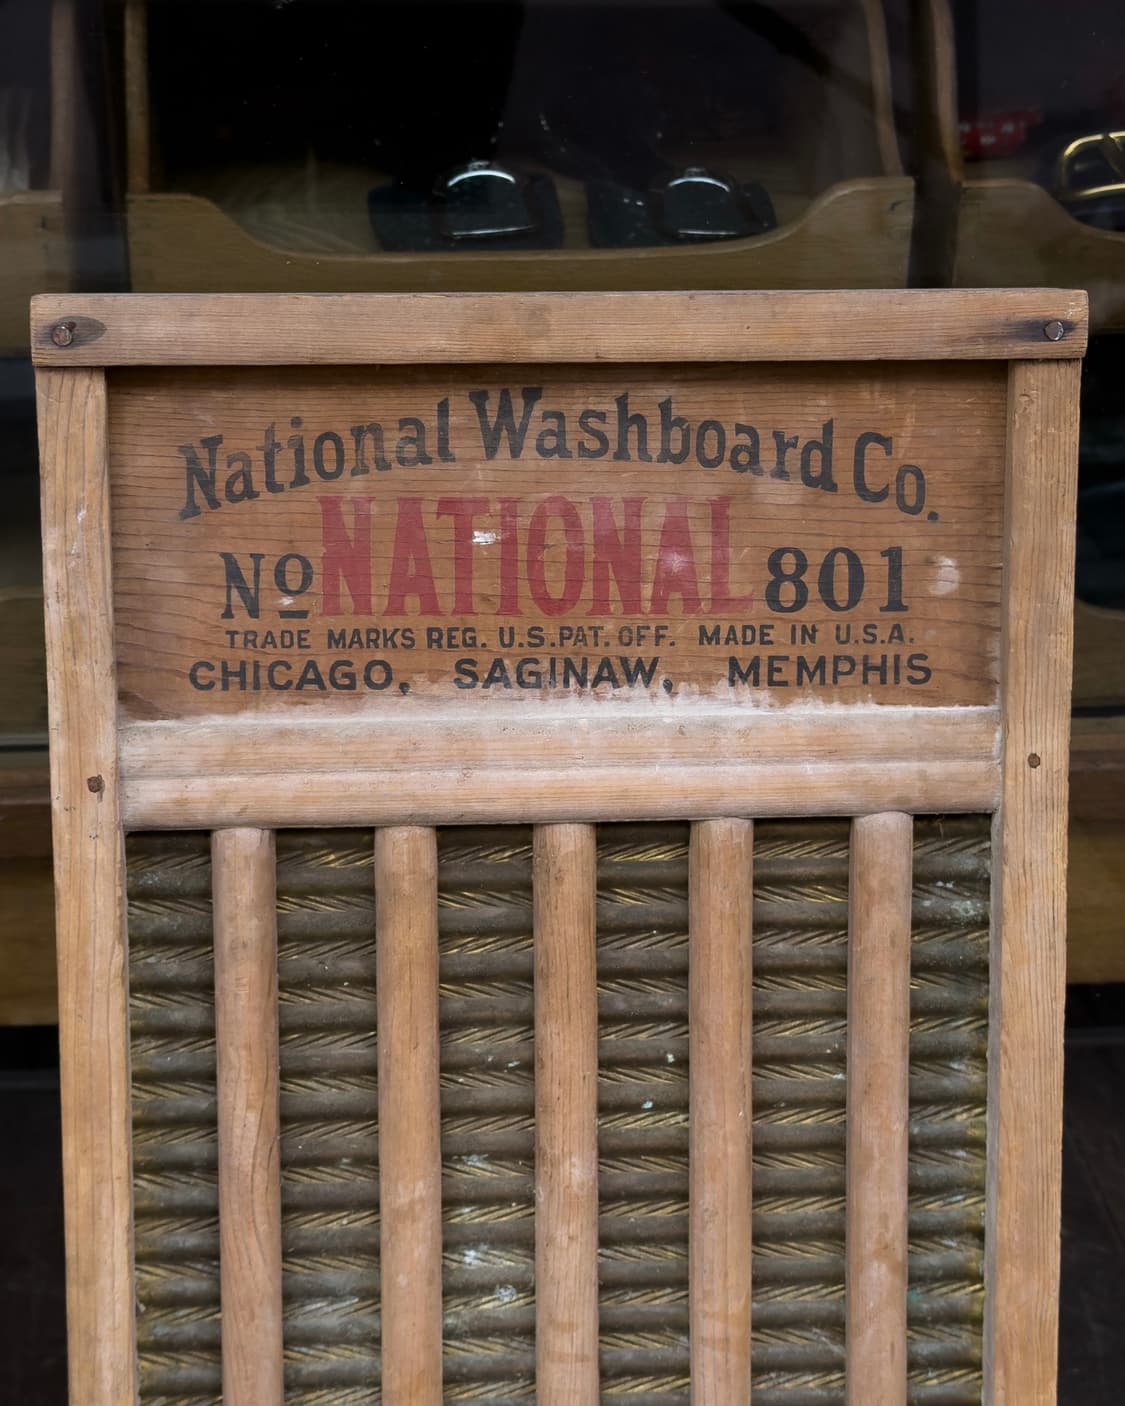 National Washboard Co.
No NATIONAL 801
TRADE MARKS REG. U.S. PAT. OFF. MADE IN U.S.A.
CHICAGO, SAGINAW, MEMPHIS